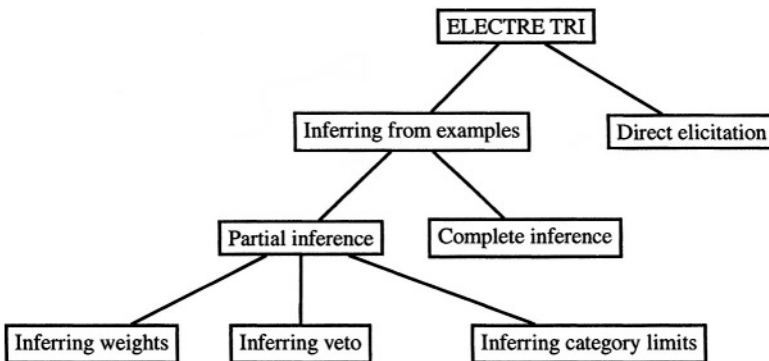 ELECTRE TRI
Inferring from examples
Direct elicitation
Partial inference
Complete inference
Inferring weights
Inferring veto
Inferring category limits